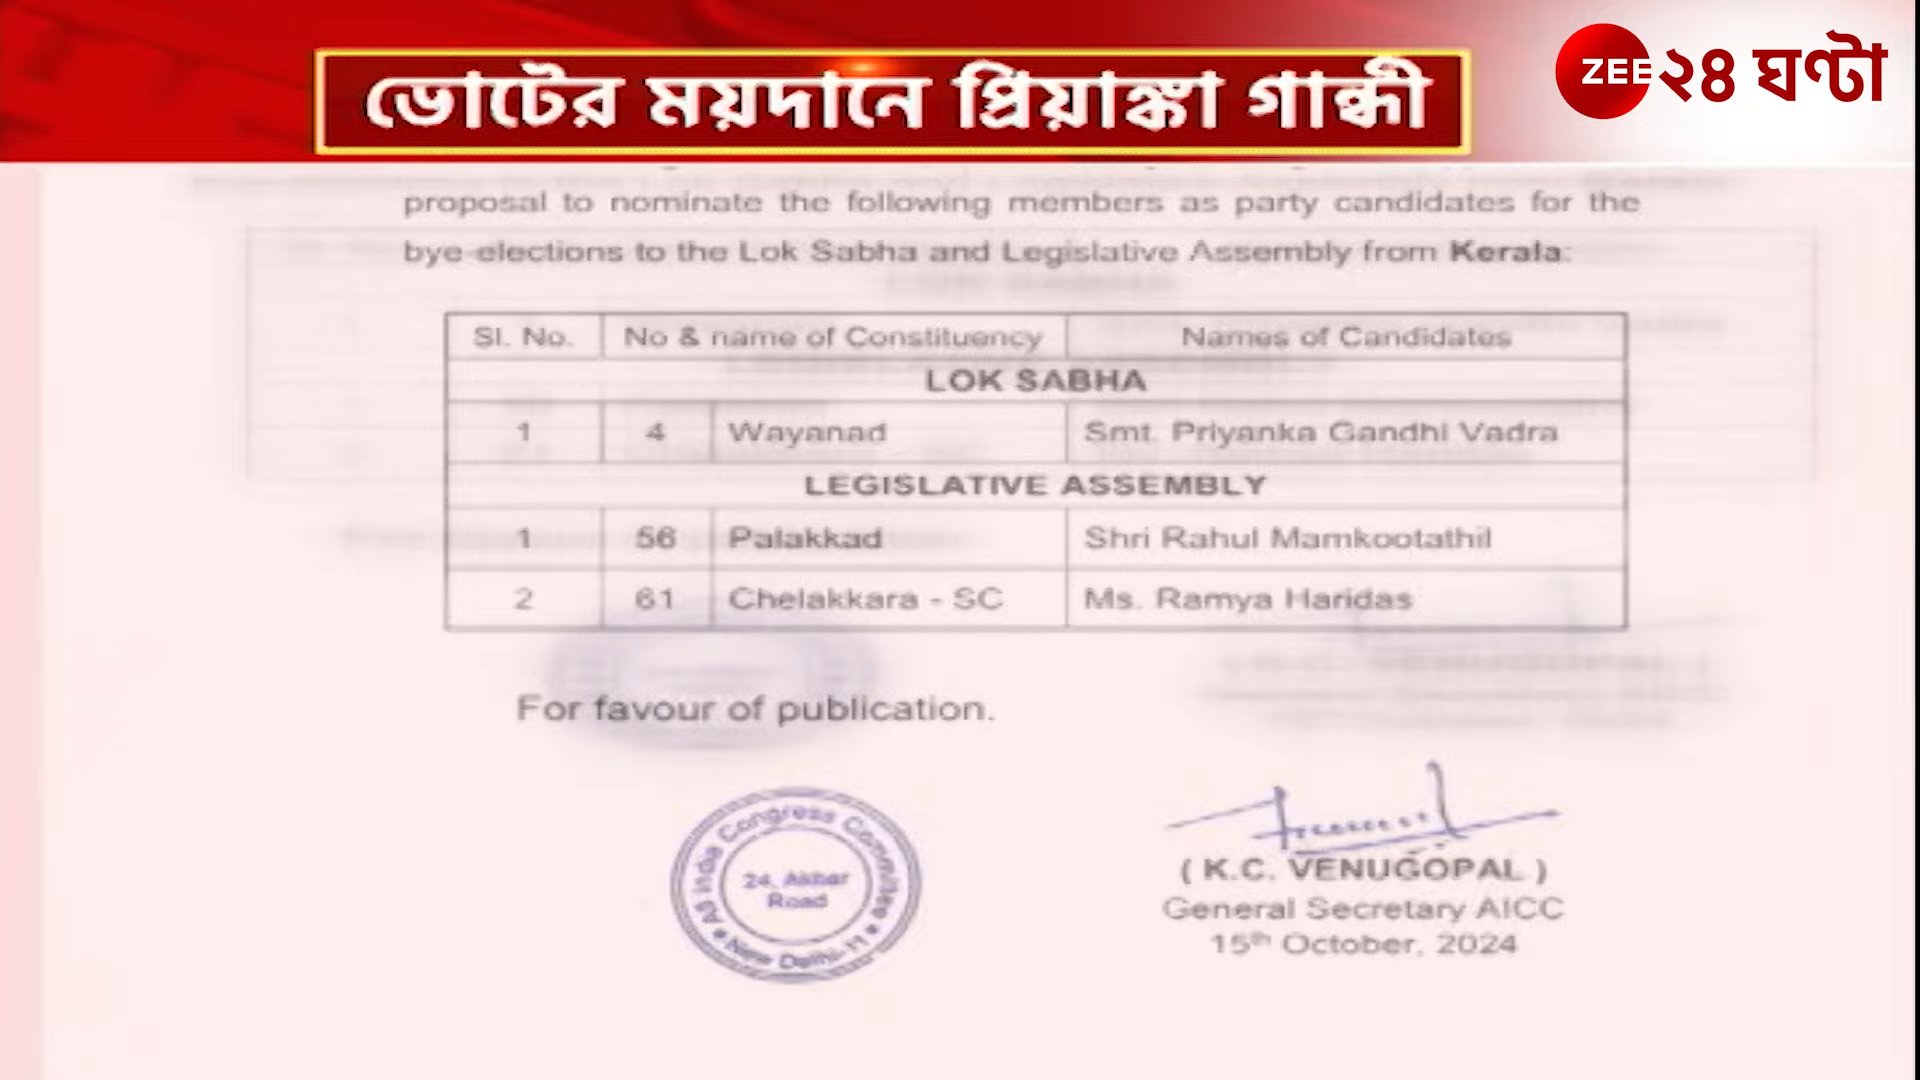 ভোটের ময়দানে প্রিয়াঙ্কা গান্ধী
ZEE ২৪ ঘণ্টা
proposal to nominate the following members as party candidates for the
bye-elections to the Lok Sabha and Legislative Assembly from Kerala:
Sl. No. No & name of Constituency Names of Candidates
LOK SABHA
1 4 Wayanad Smt. Priyanka Gandhi Vadra
LEGISLATIVE ASSEMBLY
1 56 Palakkad Shri Rahul Mamkootathil
2 61 Chelakkara - SC Ms. Ramya Haridas
For favour of publication.
All India Congress Committee
24, Akbar
Road
New Delhi-11
( K.C. VENUGOPAL )
General Secretary AICC
15th October, 2024